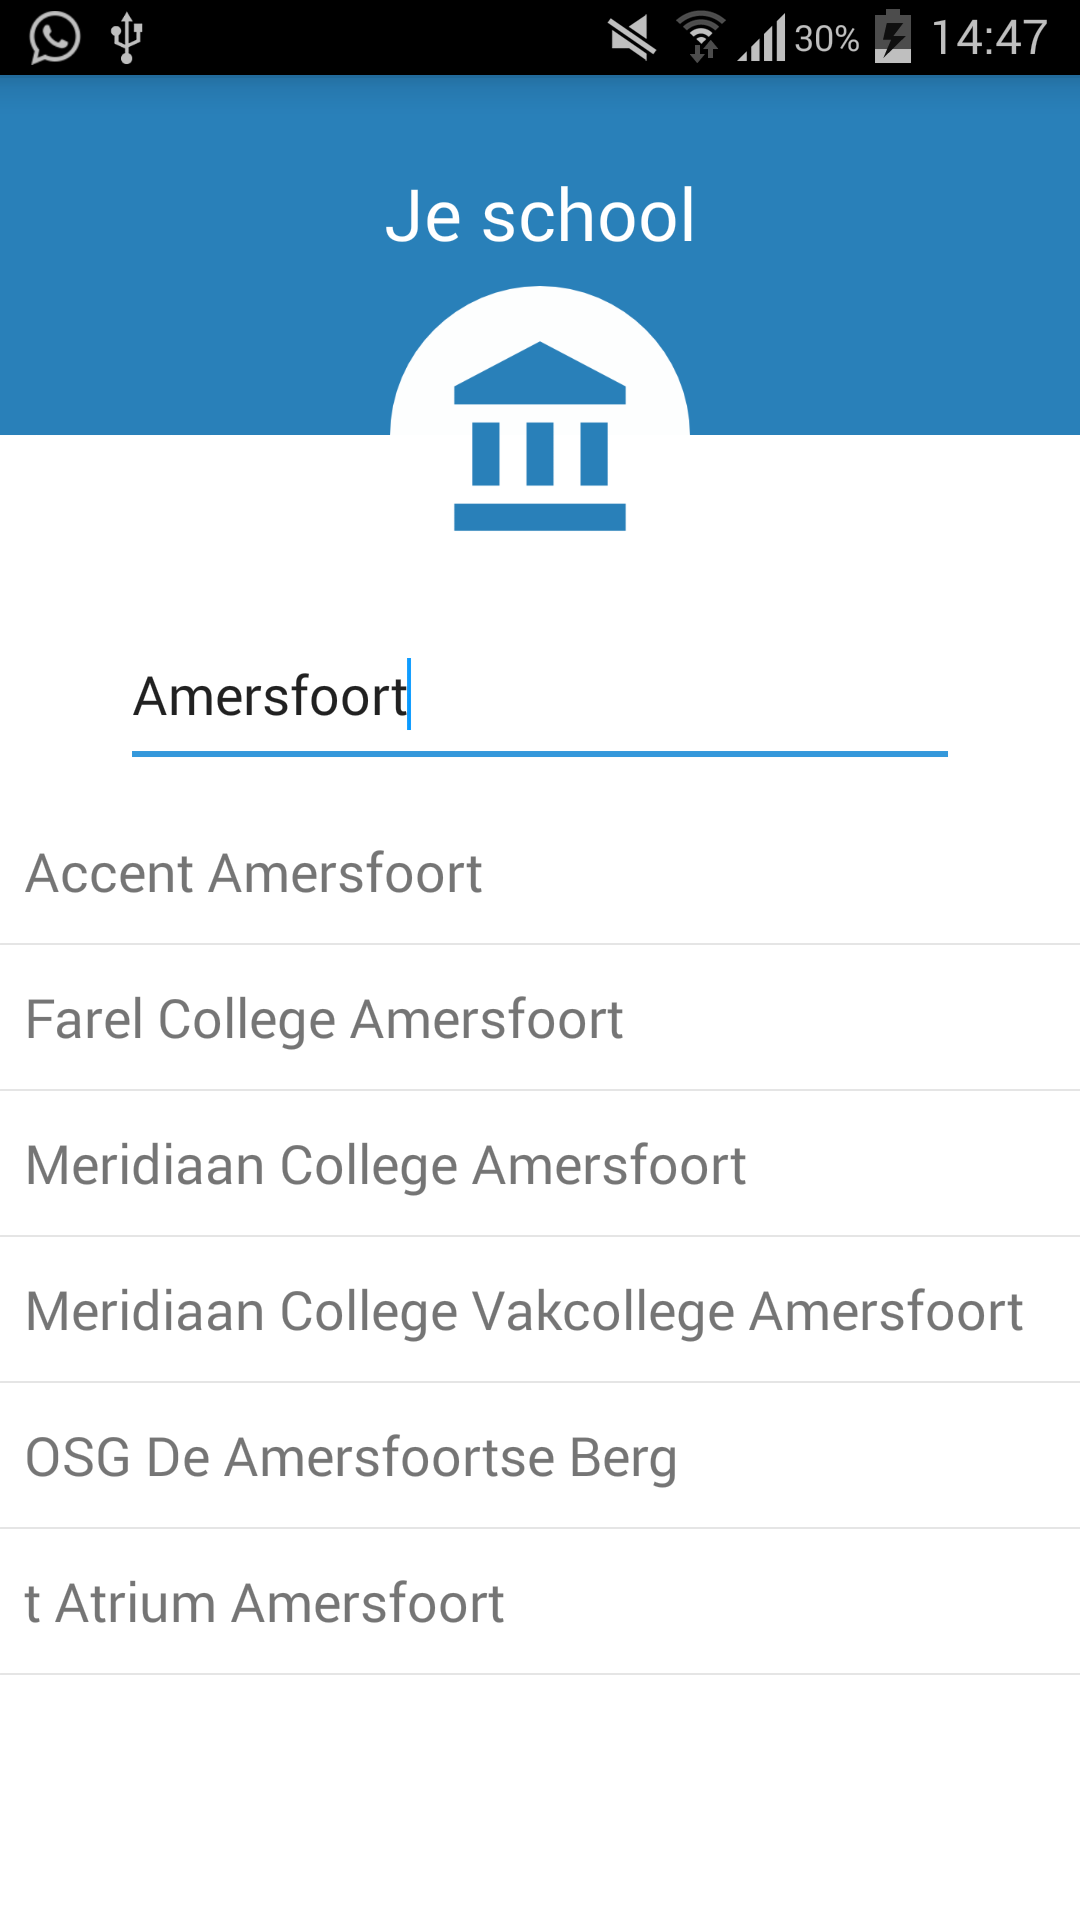 30% 14:47
Je school
Amersfoort
Accent Amersfoort
Farel College Amersfoort
Meridiaan College Amersfoort
Meridiaan College Vakcollege Amersfoort
OSG De Amersfoortse Berg
t Atrium Amersfoort